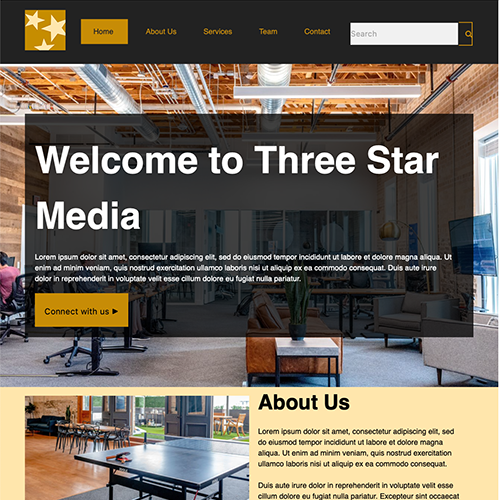 Home About Us Services Team Contact Search
Welcome to Three Star
Media
Lorem ipsum dolor sit amet, consectetur adipiscing elit, sed do eiusmod tempor incididunt ut labore et dolore magna aliqua. Ut
enim ad minim veniam, quis nostrud exercitation ullamco laboris nisi ut aliquip ex ea commodo consequat. Duis aute irure
dolor in reprehenderit in voluptate velit esse cillum dolore eu fugiat nulla pariatur.
Connect with us ▶
About Us
Lorem ipsum dolor sit amet, consectetur adipiscing elit, sed
do eiusmod tempor incididunt ut labore et dolore magna
aliqua. Ut enim ad minim veniam, quis nostrud exercitation
ullamco laboris nisi ut aliquip ex ea commodo consequat.
Duis aute irure dolor in reprehenderit in voluptate velit esse
cillum dolore eu fugiat nulla pariatur. Excepteur sint occaecat